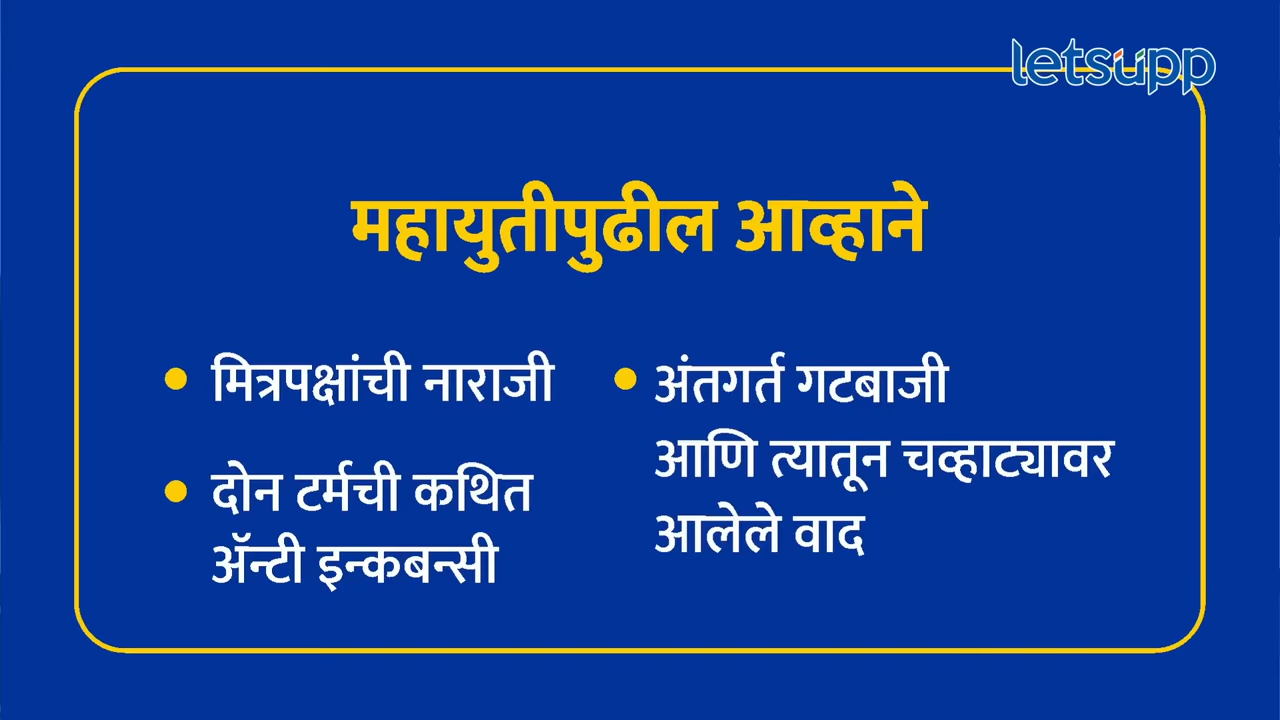 letsupp
महायुतीपुढील आव्हाने
मित्रपक्षांची नाराजी
दोन टर्मची कथित
ॲन्टी इन्कबन्सी
अंतगर्त गटबाजी
आणि त्यातून चव्हाट्यावर
आलेले वाद